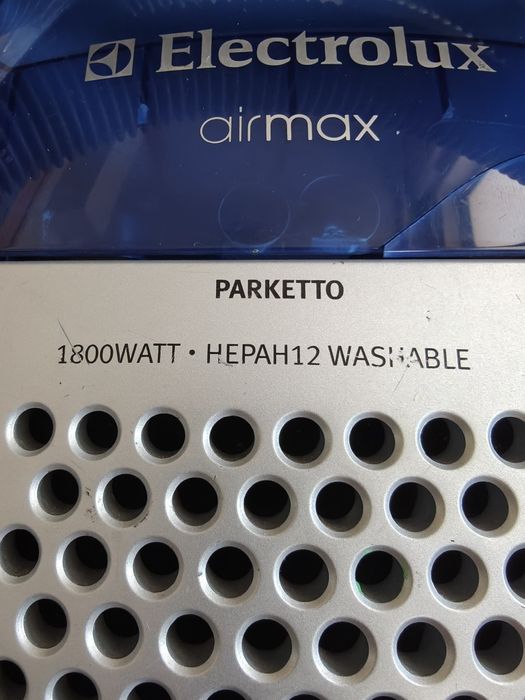 Electrolux
airmax
PARKETTO
1800WATT • HEPAH12 WASHABLE